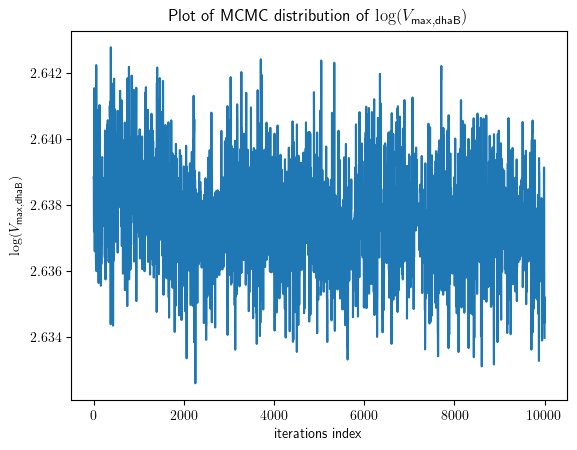 Plot of MCMC distribution of log(V_max,dhaB)
log(V_max,dhaB)
2.642
2.640
2.638
2.636
2.634
0 2000 4000 6000 8000 10000
iterations index